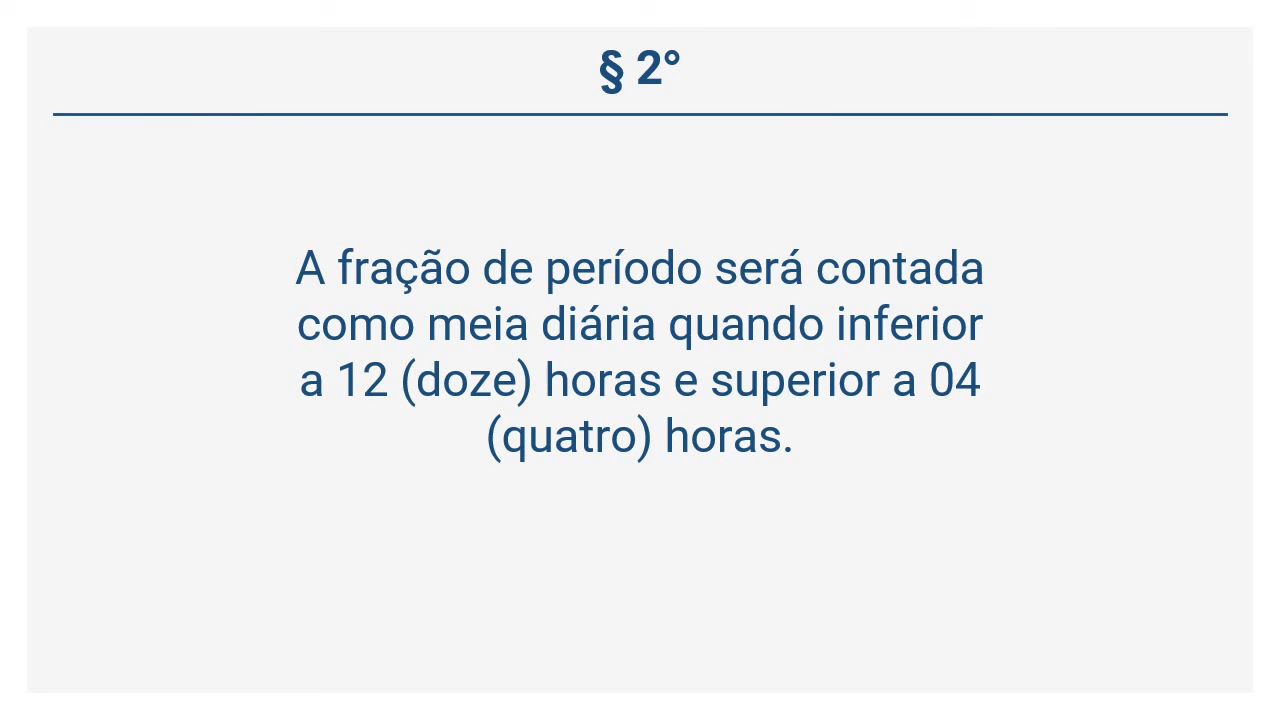 § 2°
A fração de período será contada
como meia diária quando inferior
a 12 (doze) horas e superior a 04
(quatro) horas.